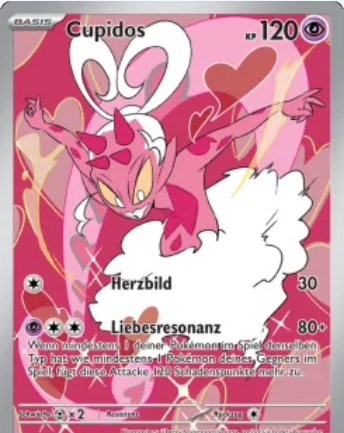 BASIS
Cupidos
KP 120
Herzbild 30
Liebesresonanz 80+
Wenn mindestens 1 deiner Pokémon im Spiel denselben
Typ hat wie mindestens 1 Pokémon deines Gegners im
Spiel, fügt diese Attacke 120 Schadenspunkte mehr zu.
Schwäche x2 Resistenz Rückzug